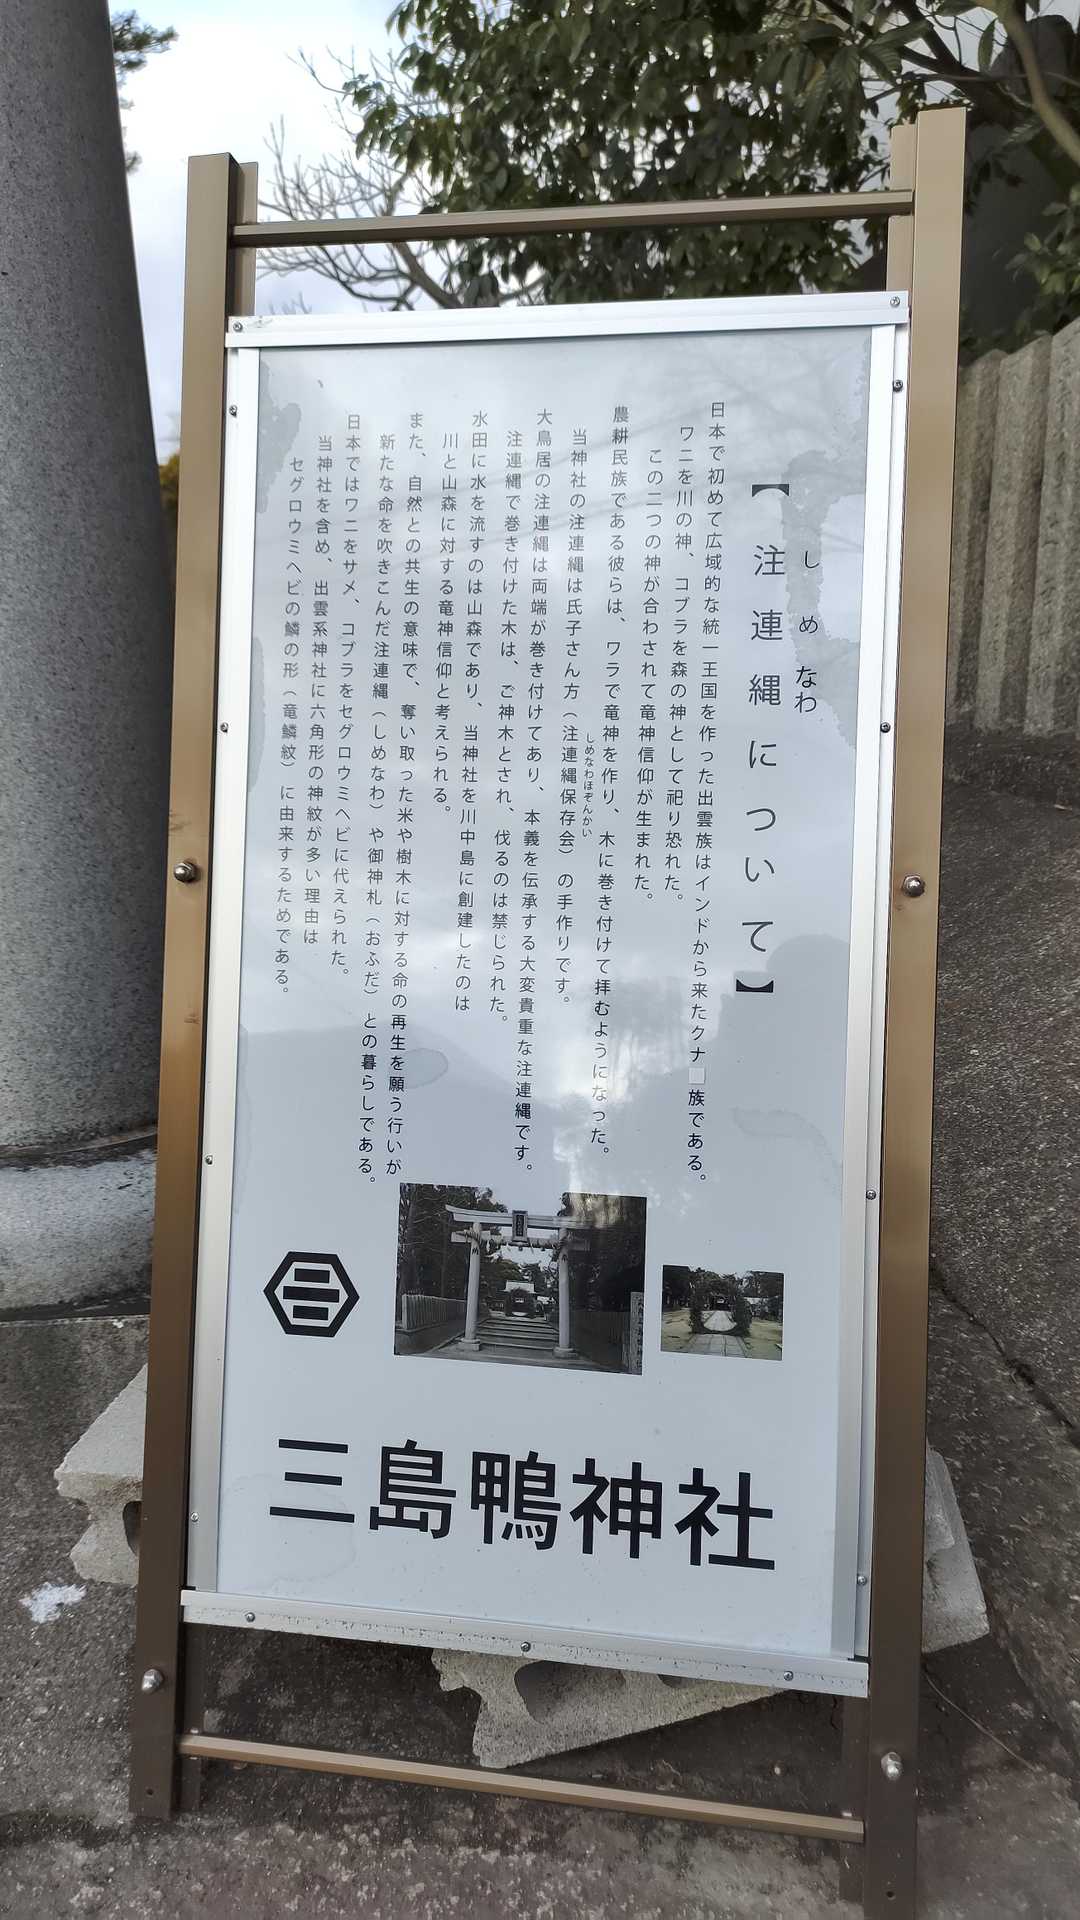 【注連縄について】
しめなわ
日本で初めて広域的な統一王国を作った出雲族はインドから来たクナ 族である。
ワニを川の神、コブラを森の神として祀り恐れた。
この二つの神が合わされて竜神信仰が生まれた。
農耕民族である彼らは、ワラで竜神を作り、木に巻き付けて拝むようになった。
当神社の注連縄は氏子さん方（注連縄保存会）の手作りです。
しめなわほぞんかい
大鳥居の注連縄は両端が巻き付けてあり、本義を伝承する大変貴重な注連縄です。
注連縄で巻き付けた木は、ご神木とされ、伐るのは禁じられた。
水田に水を流すのは山森であり、当神社を川中島に創建したのは
川と山森に対する竜神信仰と考えられる。
また、自然との共生の意味で、奪い取った米や樹木に対する命の再生を願う行いが
新たな命を吹きこんだ注連縄（しめなわ）や御神札（おふだ）との暮らしである。
日本ではワニをサメ、コブラをセグロウミヘビに代えられた。
当神社を含め、出雲系神社に六角形の神紋が多い理由は
セグロウミヘビの鱗の形（竜鱗紋）に由来するためである。
三島鴨神社